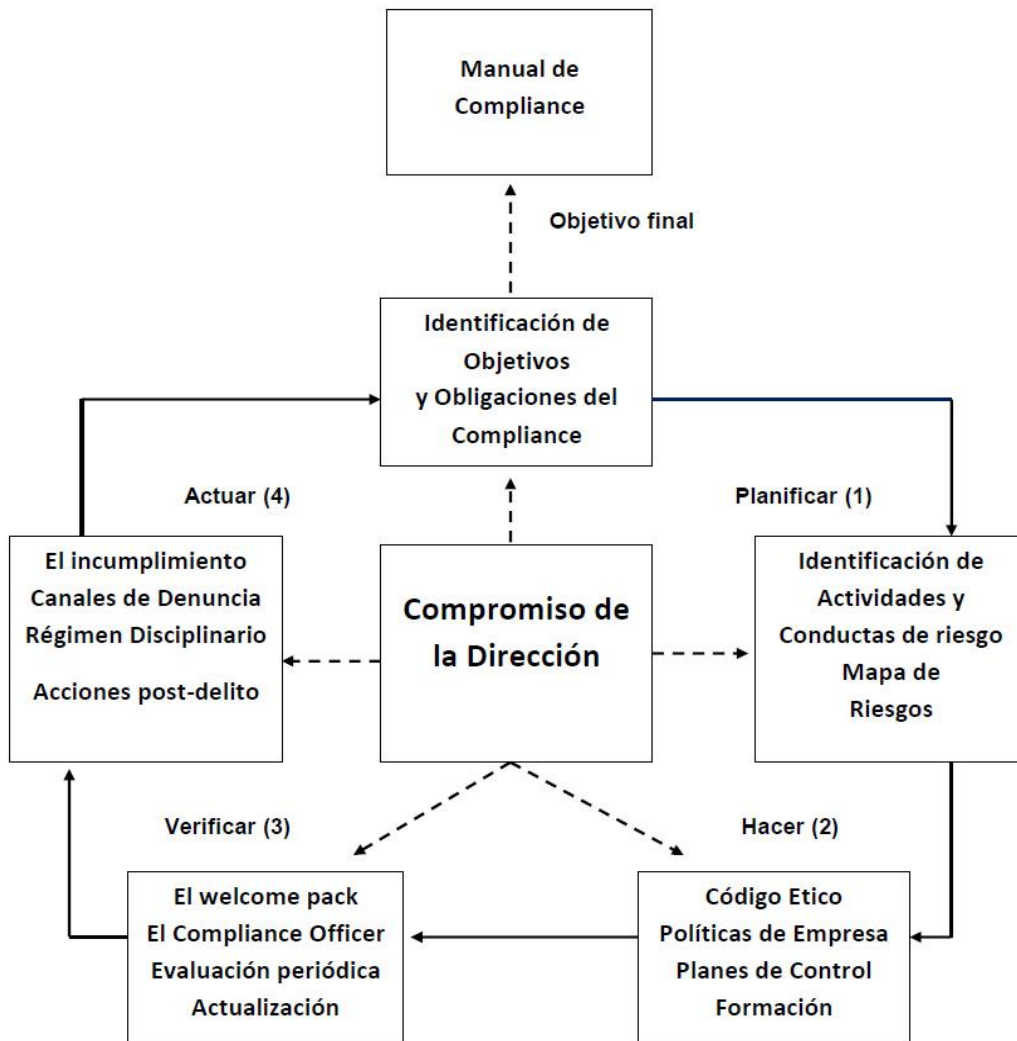 Manual de
Compliance
Objetivo final
Identificación de
Objetivos
y Obligaciones del
Compliance
Actuar (4)
Planificar (1)
El incumplimiento
Canales de Denuncia
Régimen Disciplinario
Acciones post-delito
Compromiso de
la Dirección
Identificación de
Actividades y
Conductas de riesgo
Mapa de
Riesgos
Verificar (3)
Hacer (2)
El welcome pack
El Compliance Officer
Evaluación periódica
Actualización
Código Etico
Políticas de Empresa
Planes de Control
Formación